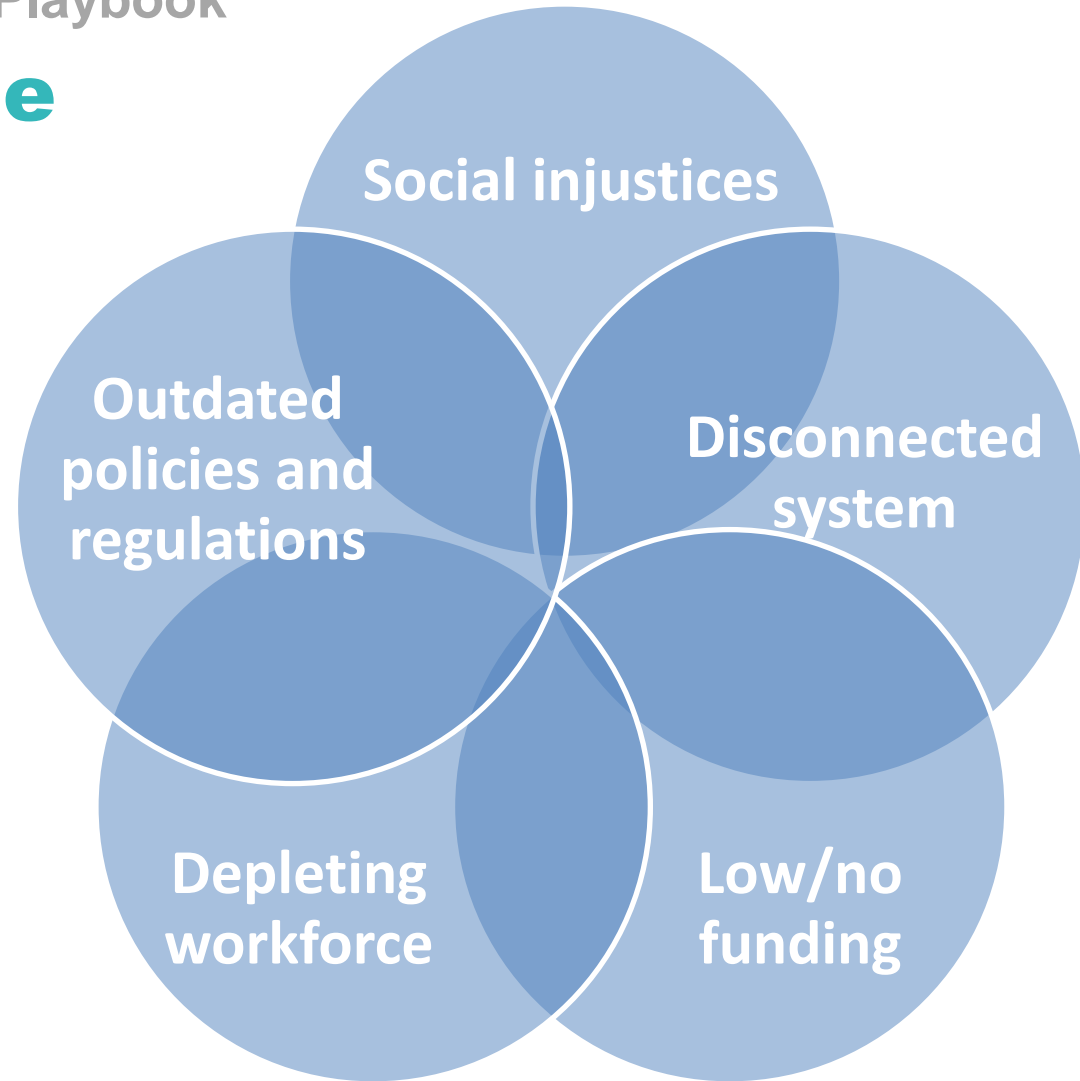 Playbook
e
Social injustices
Outdated
policies and
regulations
Disconnected
system
Depleting
workforce
Low/no
funding